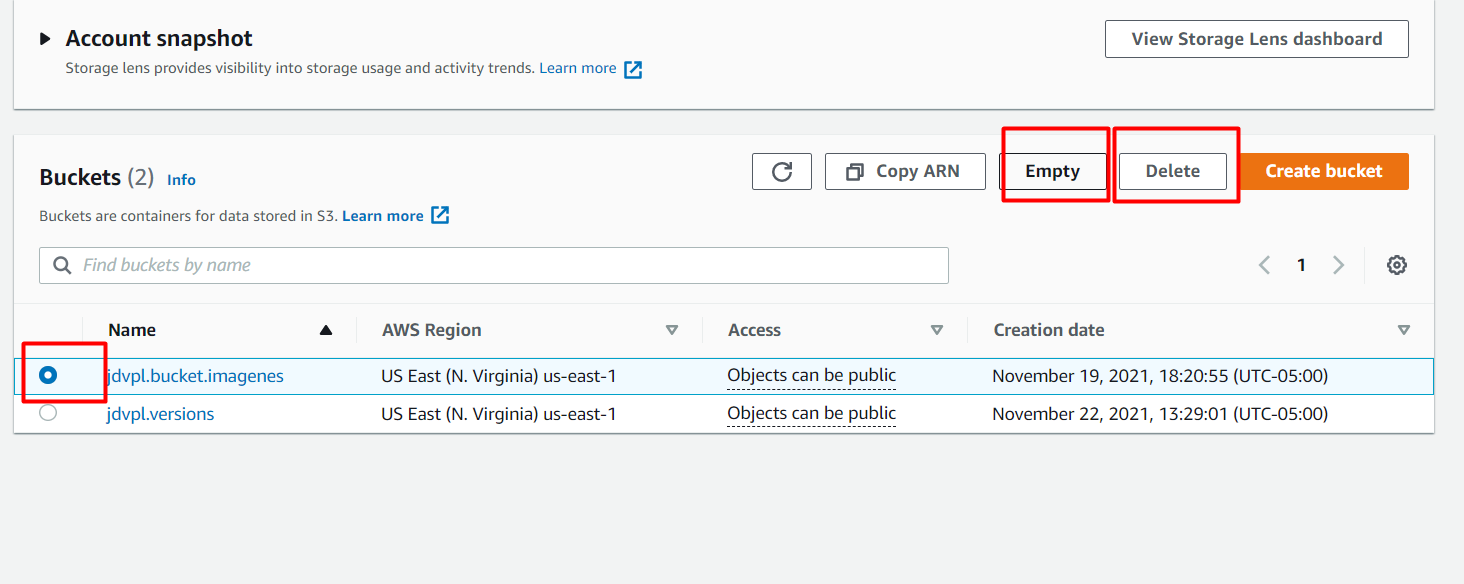 Account snapshot
View Storage Lens dashboard
Storage lens provides visibility into storage usage and activity trends. Learn more
Buckets (2) Info
Copy ARN
Empty
Delete
Create bucket
Buckets are containers for data stored in S3. Learn more
Find buckets by name
1
Name AWS Region Access Creation date
jdvpl.bucket.imagenes US East (N. Virginia) us-east-1 Objects can be public November 19, 2021, 18:20:55 (UTC-05:00)
jdvpl.versions US East (N. Virginia) us-east-1 Objects can be public November 22, 2021, 13:29:01 (UTC-05:00)